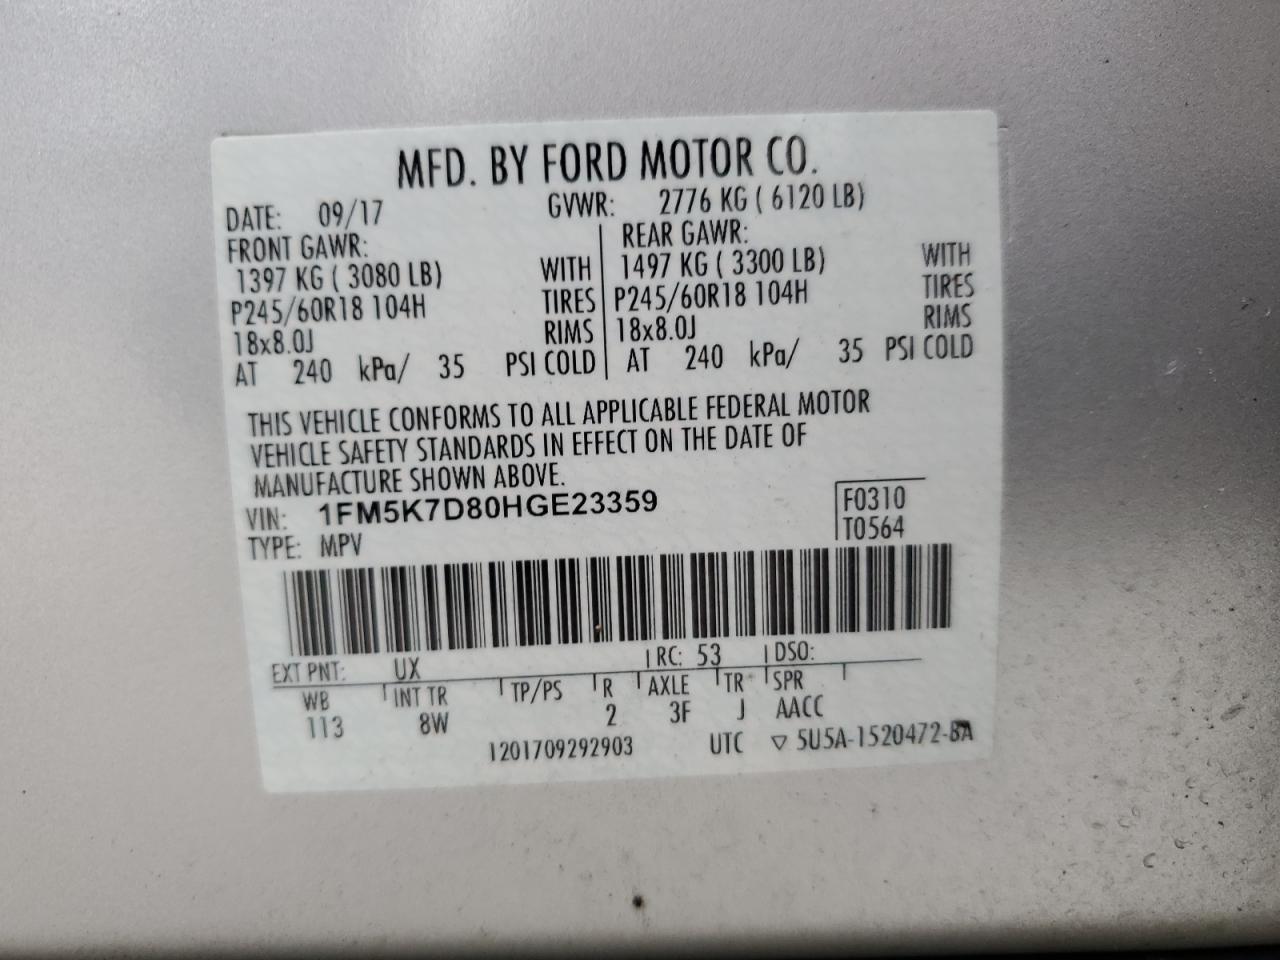 MFD. BY FORD MOTOR CO.
DATE: 09/17 GVWR: 2776 KG ( 6120 LB)
FRONT GAWR: REAR GAWR:
1397 KG ( 3080 LB) WITH 1497 KG ( 3300 LB) WITH
P245/60R18 104H TIRES P245/60R18 104H TIRES
18x8.0J RIMS 18x8.0J RIMS
AT 240 kPa/ 35 PSI COLD AT 240 kPa/ 35 PSI COLD
THIS VEHICLE CONFORMS TO ALL APPLICABLE FEDERAL MOTOR
VEHICLE SAFETY STANDARDS IN EFFECT ON THE DATE OF
MANUFACTURE SHOWN ABOVE.
VIN: 1FM5K7D80HGE23359 F0310
TYPE: MPV T0564
EXT PNT: UX RC: 53 DSO:
WB INT TR TP/PS R AXLE TR SPR
113 8W 2 3F J AACC
1201709292903 UTC ▽ 5U5A-1520472-BA